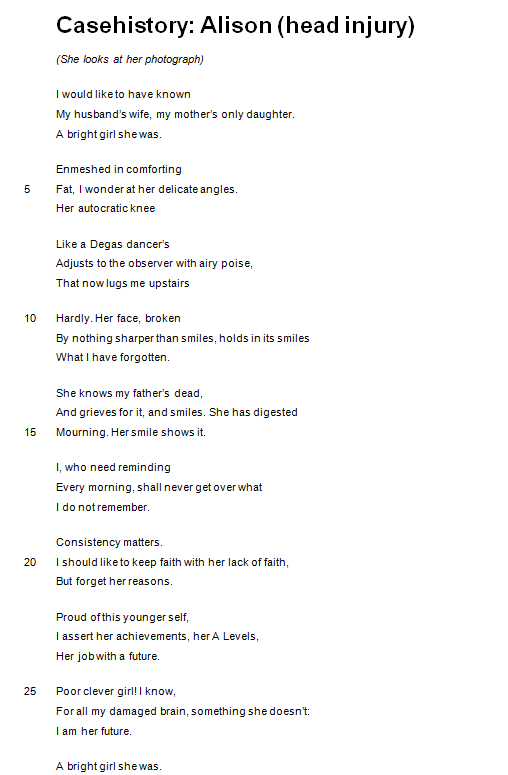 Casehistory: Alison (head injury)
(She looks at her photograph)
I would like to have known
My husband's wife, my mother's only daughter.
A bright girl she was.
Enmeshed in comforting
5 Fat, I wonder at her delicate angles.
Her autocratic knee
Like a Degas dancer's
Adjusts to the observer with airy poise,
That now lugs me upstairs
10 Hardly. Her face, broken
By nothing sharper than smiles, holds in its smiles
What I have forgotten.
She knows my father's dead,
And grieves for it, and smiles. She has digested
15 Mourning. Her smile shows it.
I, who need reminding
Every morning, shall never get over what
I do not remember.
Consistency matters.
20 I should like to keep faith with her lack of faith,
But forget her reasons.
Proud of this younger self,
I assert her achievements, her A Levels,
Her job with a future.
25 Poor clever girl! I know,
For all my damaged brain, something she doesn't:
I am her future.
A bright girl she was.